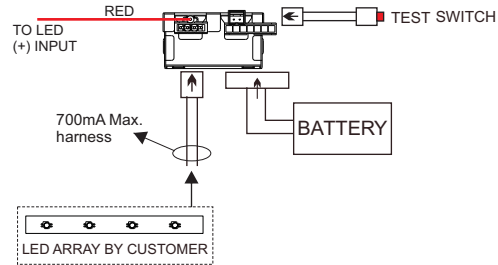 RED
TO LED
(+) INPUT
TEST SWITCH
700mA Max.
harness
BATTERY
LED ARRAY BY CUSTOMER